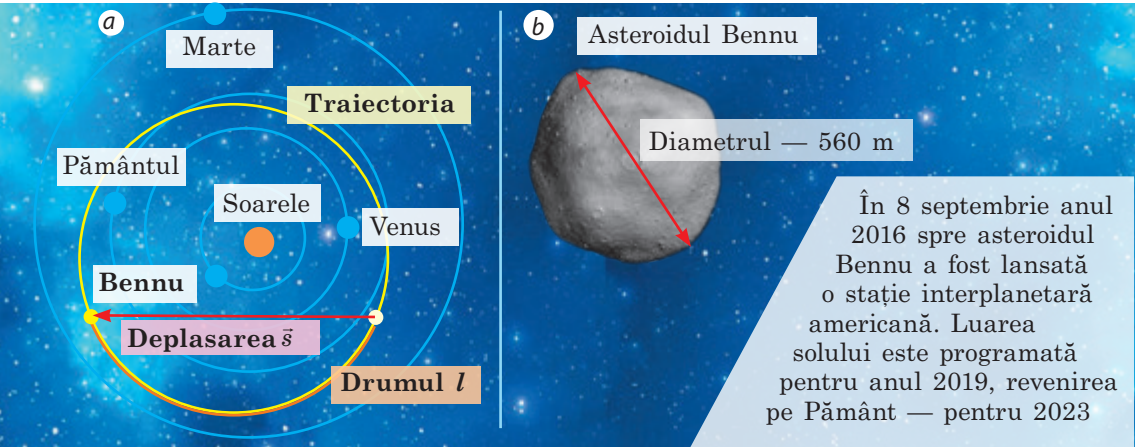 a
Marte
Traiectoria
Pământul
Soarele
Venus
Bennu
Deplasarea s⃗
Drumul l
b
Asteroidul Bennu
Diametrul — 560 m
În 8 septembrie anul
2016 spre asteroidul
Bennu a fost lansată
o stație interplanetară
americană. Luarea
solului este programată
pentru anul 2019, revenirea
pe Pământ — pentru 2023